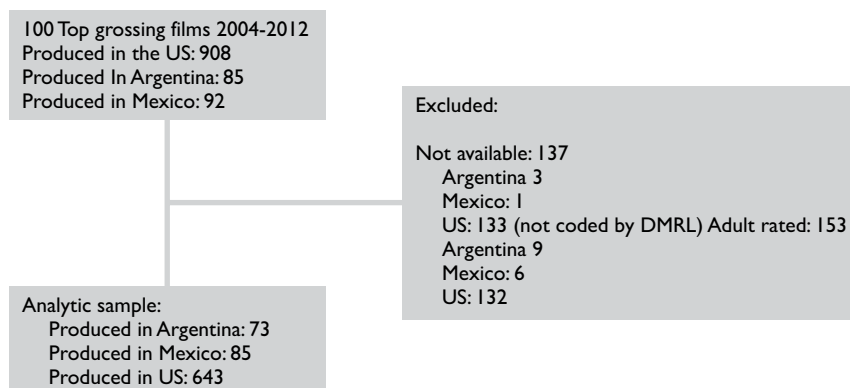 100 Top grossing films 2004-2012
Produced in the US: 908
Produced In Argentina: 85
Produced in Mexico: 92
Excluded:
Not available: 137
Argentina 3
Mexico: 1
US: 133 (not coded by DMRL) Adult rated: 153
Argentina 9
Mexico: 6
US: 132
Analytic sample:
Produced in Argentina: 73
Produced in Mexico: 85
Produced in US: 643